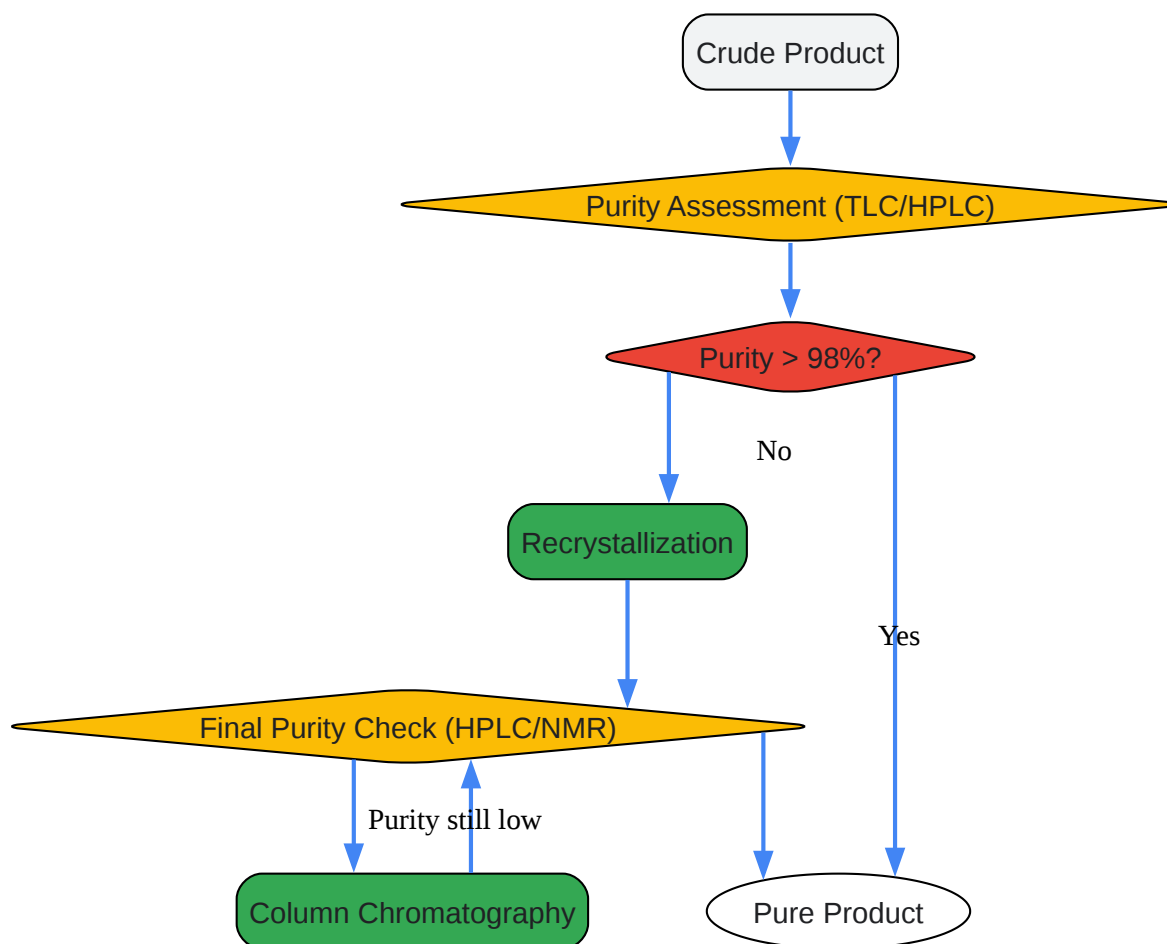 Crude Product
Purity Assessment (TLC/HPLC)
Purity > 98%?
No
Recrystallization
Yes
Final Purity Check (HPLC/NMR)
Purity still low
Column Chromatography
Pure Product